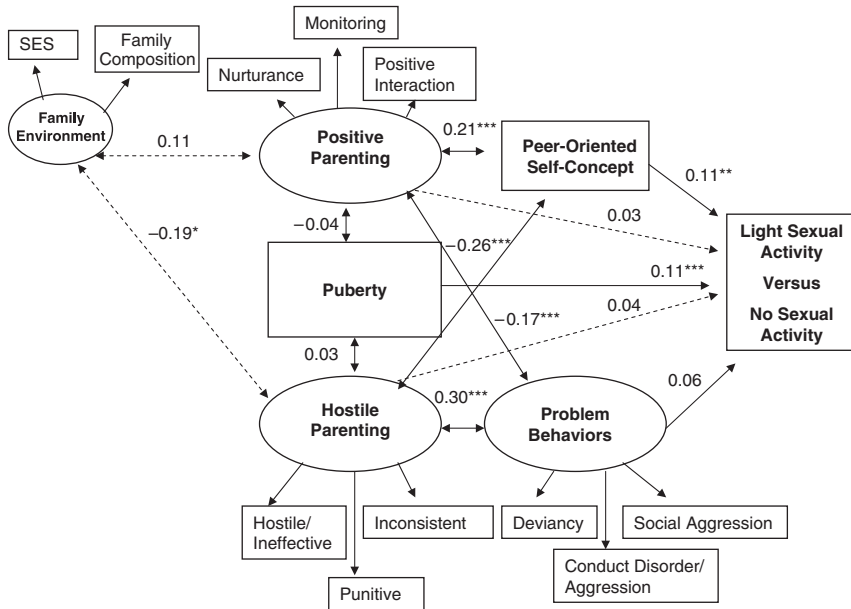 SES
Family
Composition
Monitoring
Nurturance
Positive
Interaction
Family
Environment
0.11
Positive
Parenting
0.21***
Peer-Oriented
Self-Concept
0.11**
−0.19*
−0.04
−0.26***
0.03
Light Sexual
Activity
Versus
No Sexual
Activity
Puberty
0.11***
−0.17***
0.04
0.03
0.06
Hostile
Parenting
0.30***
Problem
Behaviors
Hostile/
Ineffective
Inconsistent
Punitive
Deviancy
Social Aggression
Conduct Disorder/
Aggression